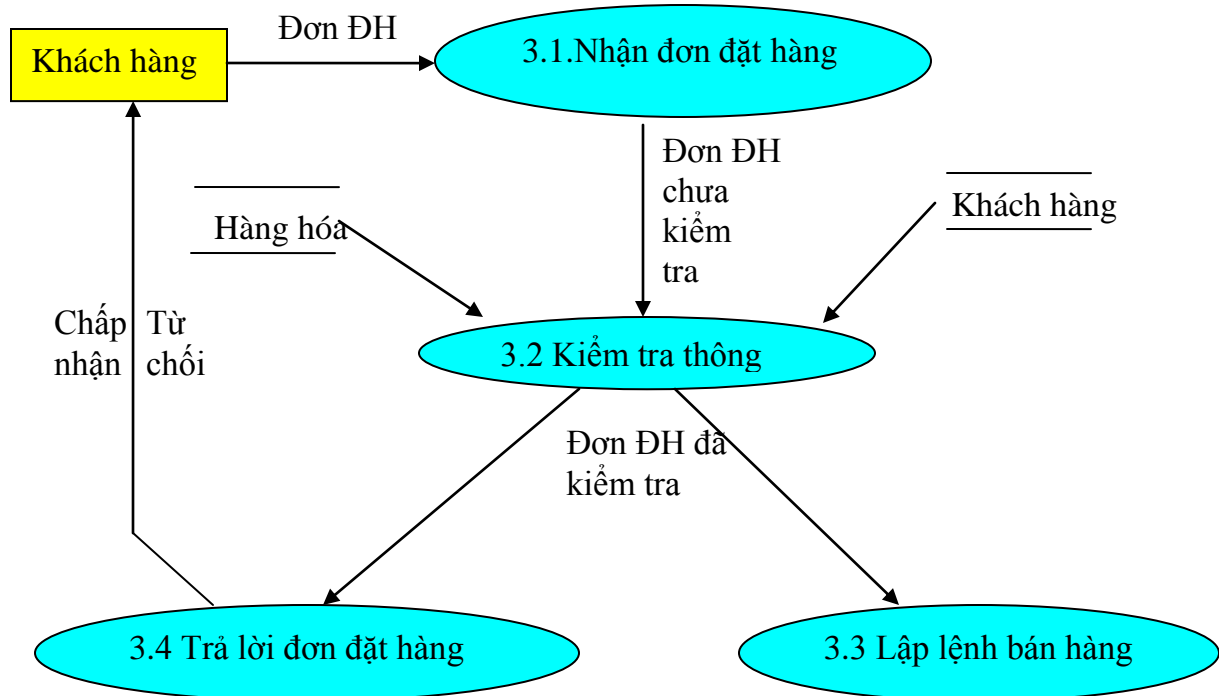 Đơn ĐH
Khách hàng
3.1.Nhận đơn đặt hàng
Đơn ĐH
chưa
kiểm
tra
Hàng hóa
Khách hàng
Chấp
nhận
Từ
chối
3.2 Kiểm tra thông
Đơn ĐH đã
kiểm tra
3.4 Trả lời đơn đặt hàng
3.3 Lập lệnh bán hàng